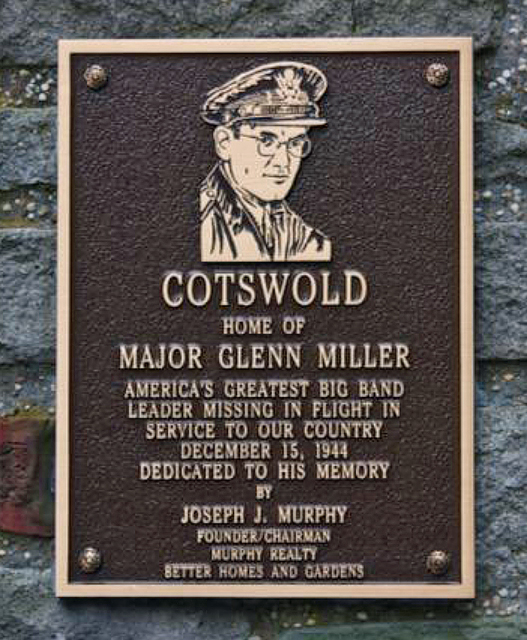 COTSWOLD
HOME OF
MAJOR GLENN MILLER
AMERICA'S GREATEST BIG BAND
LEADER MISSING IN FLIGHT IN
SERVICE TO OUR COUNTRY
DECEMBER 15, 1944
DEDICATED TO HIS MEMORY
BY
JOSEPH J. MURPHY
FOUNDER/CHAIRMAN
MURPHY REALTY
BETTER HOMES AND GARDENS